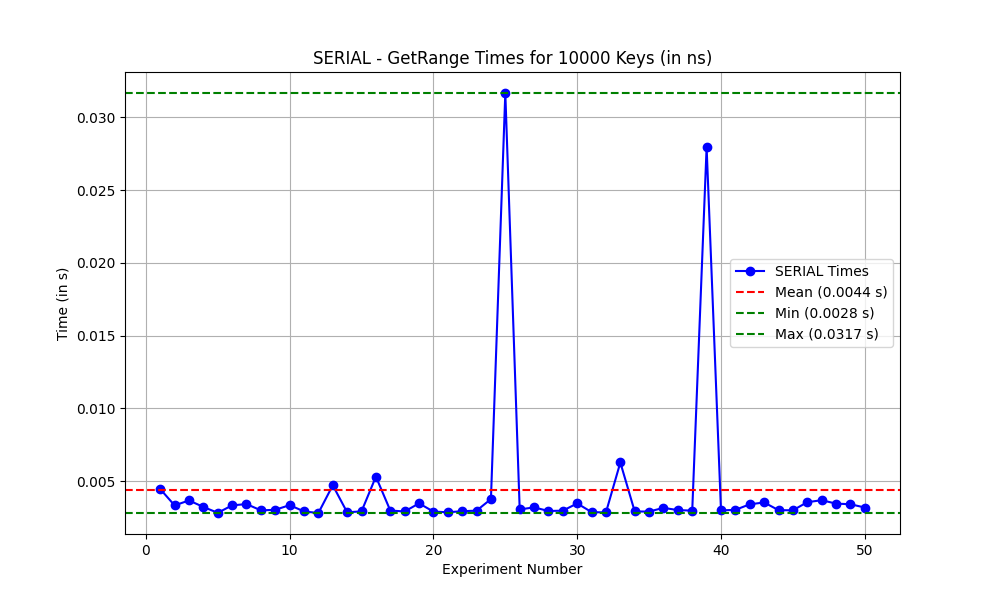 SERIAL - GetRange Times for 10000 Keys (in ns)
Time (in s)
0.030
0.025
0.020
0.015
0.010
0.005
SERIAL Times
Mean (0.0044 s)
Min (0.0028 s)
Max (0.0317 s)
0 10 20 30 40 50
Experiment Number